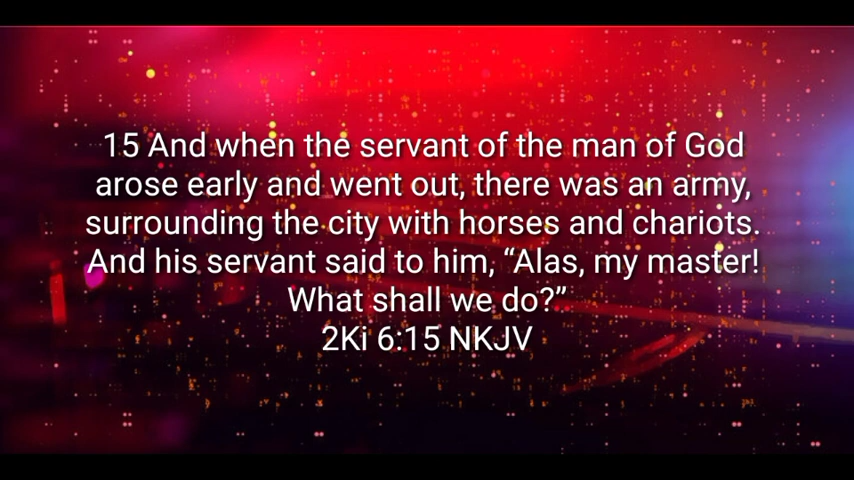 15 And when the servant of the man of God
arose early and went out, there was an army,
surrounding the city with horses and chariots.
And his servant said to him, “Alas, my master!
What shall we do?”
2Ki 6:15 NKJV